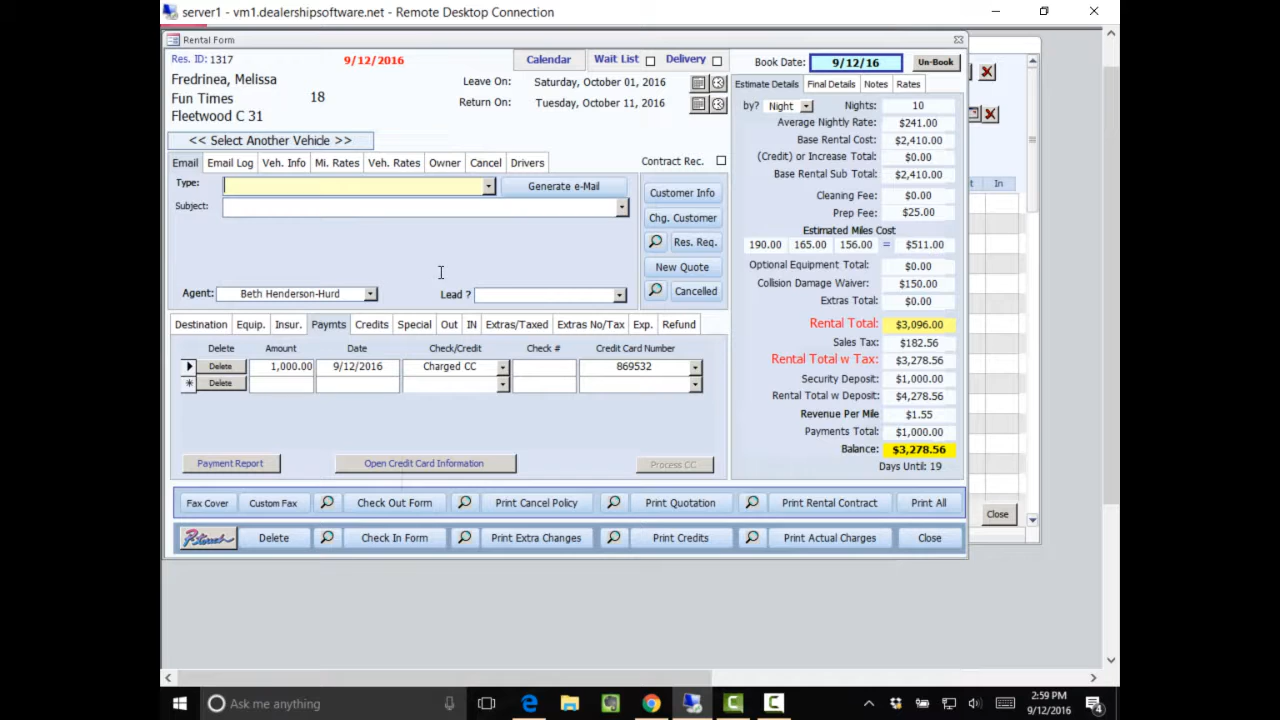 server1 - vm1.dealershipsoftware.net - Remote Desktop Connection
Rental Form
Res. ID: 1317
9/12/2016
Calendar
Wait List
Delivery
Book Date: 9/12/16 Un-Book
Fredrinea, Melissa
Fun Times 18
Fleetwood C 31
Leave On: Saturday, October 01, 2016
Return On: Tuesday, October 11, 2016
<< Select Another Vehicle >>
Estimate Details Final Details Notes Rates
by? Night Nights: 10
Average Nightly Rate: $241.00
Base Rental Cost: $2,410.00
(Credit) or Increase Total: $0.00
Base Rental Sub Total: $2,410.00
Cleaning Fee: $0.00
Prep Fee: $25.00
Estimated Miles Cost
190.00 165.00 156.00 = $511.00
Optional Equipment Total: $0.00
Collision Damage Waiver: $150.00
Extras Total: $0.00
Rental Total: $3,096.00
Sales Tax: $182.56
Rental Total w Tax: $3,278.56
Security Deposit: $1,000.00
Rental Total w Deposit: $4,278.56
Revenue Per Mile $1.55
Payments Total: $1,000.00
Balance: $3,278.56
Days Until: 19
Email Email Log Veh. Info Mi. Rates Veh. Rates Owner Cancel Drivers
Contract Rec.
Type: Generate e-Mail
Subject:
Customer Info
Chg. Customer
Res. Req.
New Quote
Cancelled
Agent: Beth Henderson-Hurd Lead ?
Destination Equip. Insur. Paymnts Credits Special Out IN Extras/Taxed Extras No/Tax Exp. Refund
Delete Amount Date Check/Credit Check # Credit Card Number
Delete 1,000.00 9/12/2016 Charged CC 869532
Delete
Payment Report Open Credit Card Information Process CC
Fax Cover Custom Fax Check Out Form Print Cancel Policy Print Quotation Print Rental Contract Print All
P-touch Delete Check In Form Print Extra Changes Print Credits Print Actual Charges Close
t In
Close
Ask me anything
2:59 PM
9/12/2016
4